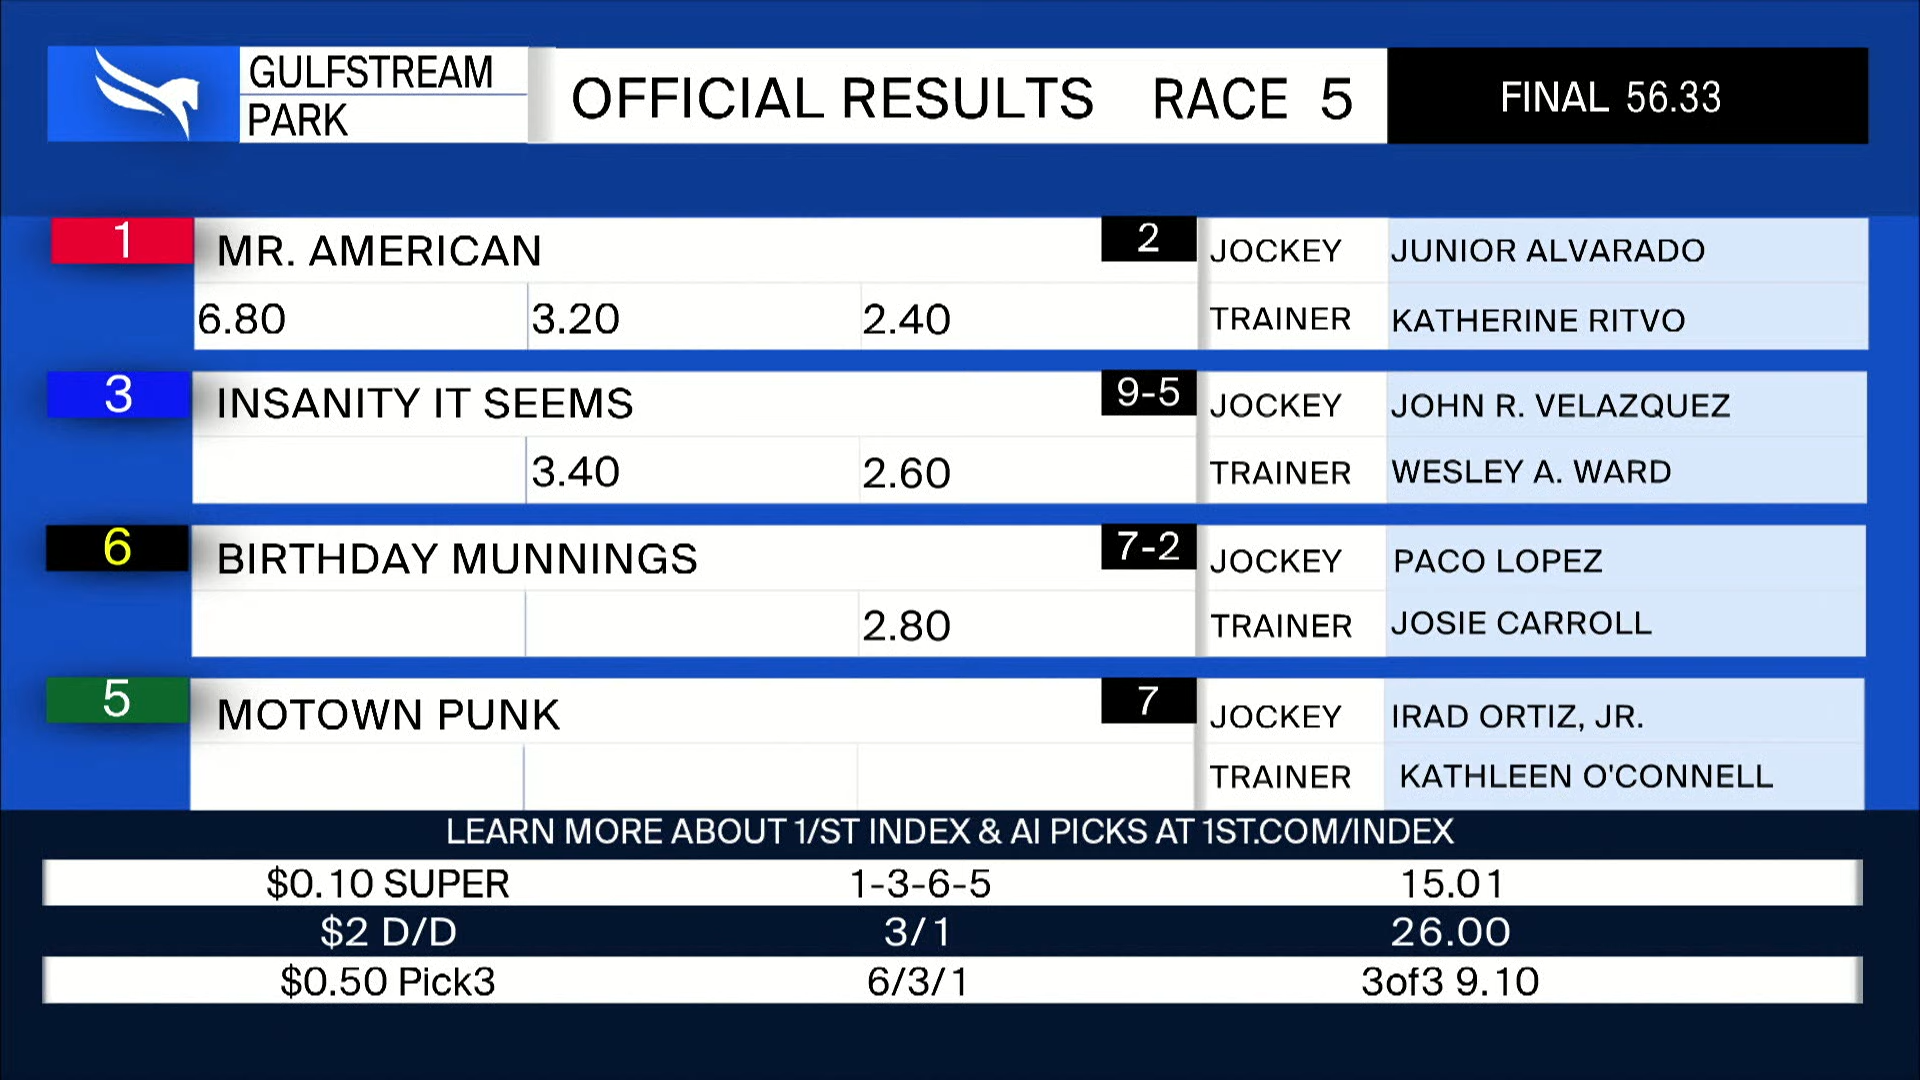 GULFSTREAM
PARK
OFFICIAL RESULTS RACE 5
FINAL 56.33
1 MR. AMERICAN 2 JOCKEY JUNIOR ALVARADO
6.80 3.20 2.40 TRAINER KATHERINE RITVO
3 INSANITY IT SEEMS 9-5 JOCKEY JOHN R. VELAZQUEZ
3.40 2.60 TRAINER WESLEY A. WARD
6 BIRTHDAY MUNNINGS 7-2 JOCKEY PACO LOPEZ
2.80 TRAINER JOSIE CARROLL
5 MOTOWN PUNK 7 JOCKEY IRAD ORTIZ, JR.
TRAINER KATHLEEN O'CONNELL
LEARN MORE ABOUT 1/ST INDEX & AI PICKS AT 1ST.COM/INDEX
$0.10 SUPER 1-3-6-5 15.01
$2 D/D 3/1 26.00
$0.50 Pick3 6/3/1 3of3 9.10